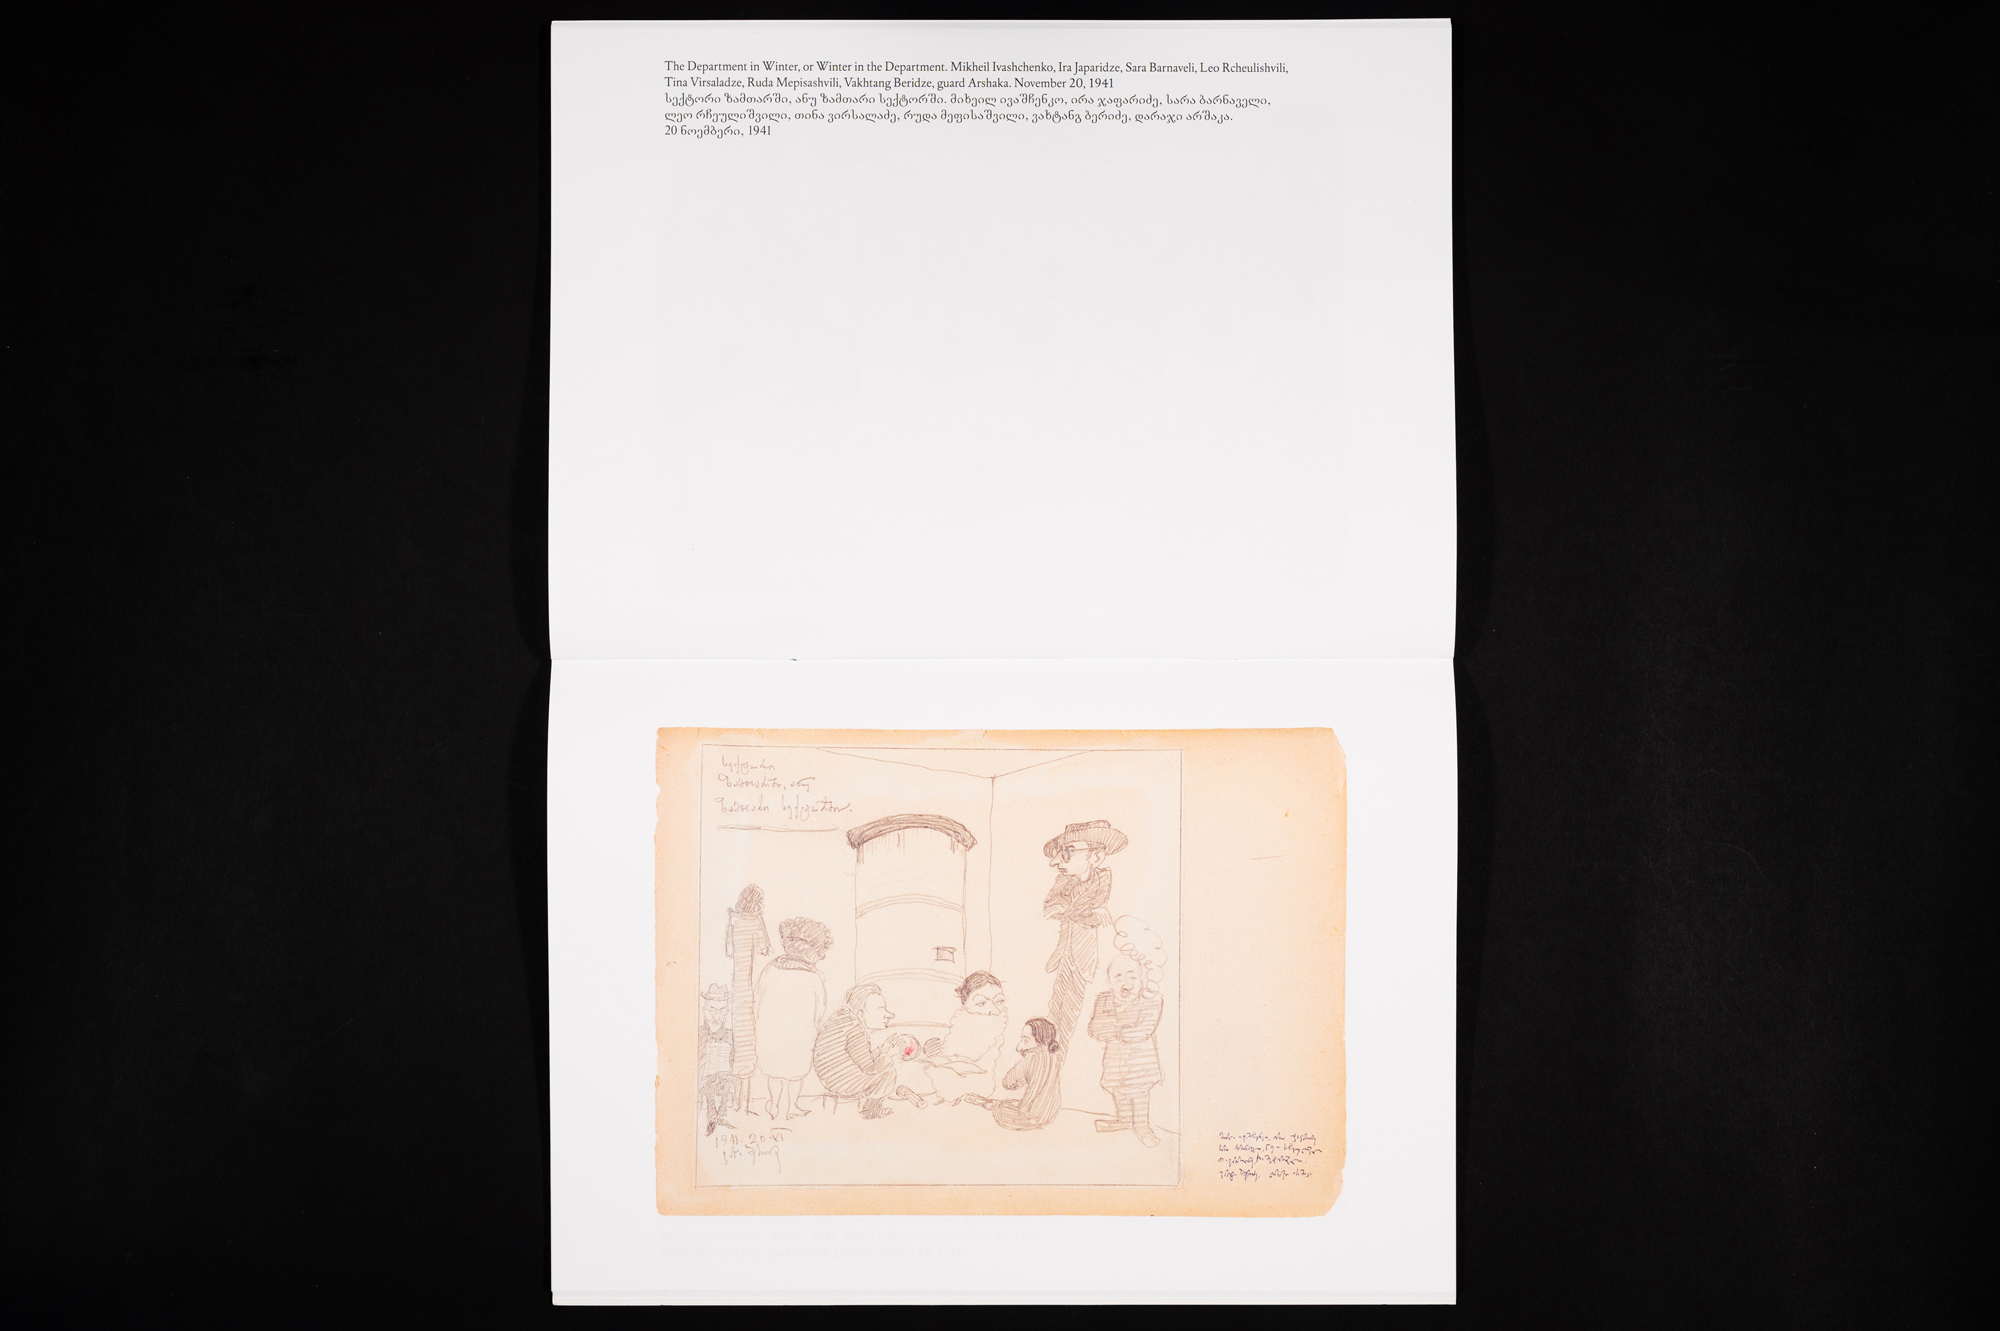 The Department in Winter, or Winter in the Department. Mikheil Ivashchenko, Ira Japaridze, Sara Barnaveli, Leo Rcheulishvili,
Tina Virsaladze, Ruda Mepisashvili, Vakhtang Beridze, guard Arshaka. November 20, 1941
სექტორი ზამთარში, ანუ ზამთარი სექტორში. მიხეილ ივაშჩენკო, ირა ჯაფარიძე, სარა ბარნაველი,
ლეო რჩეულიშვილი, თინა ვირსალაძე, რუდა მეფისაშვილი, ვახტანგ ბერიძე, დარაჯი არშაკა.
20 ნოემბერი, 1941
სექტორი
ზამთარში, ანუ
ზამთარი სექტორში.
1941. 20 XI